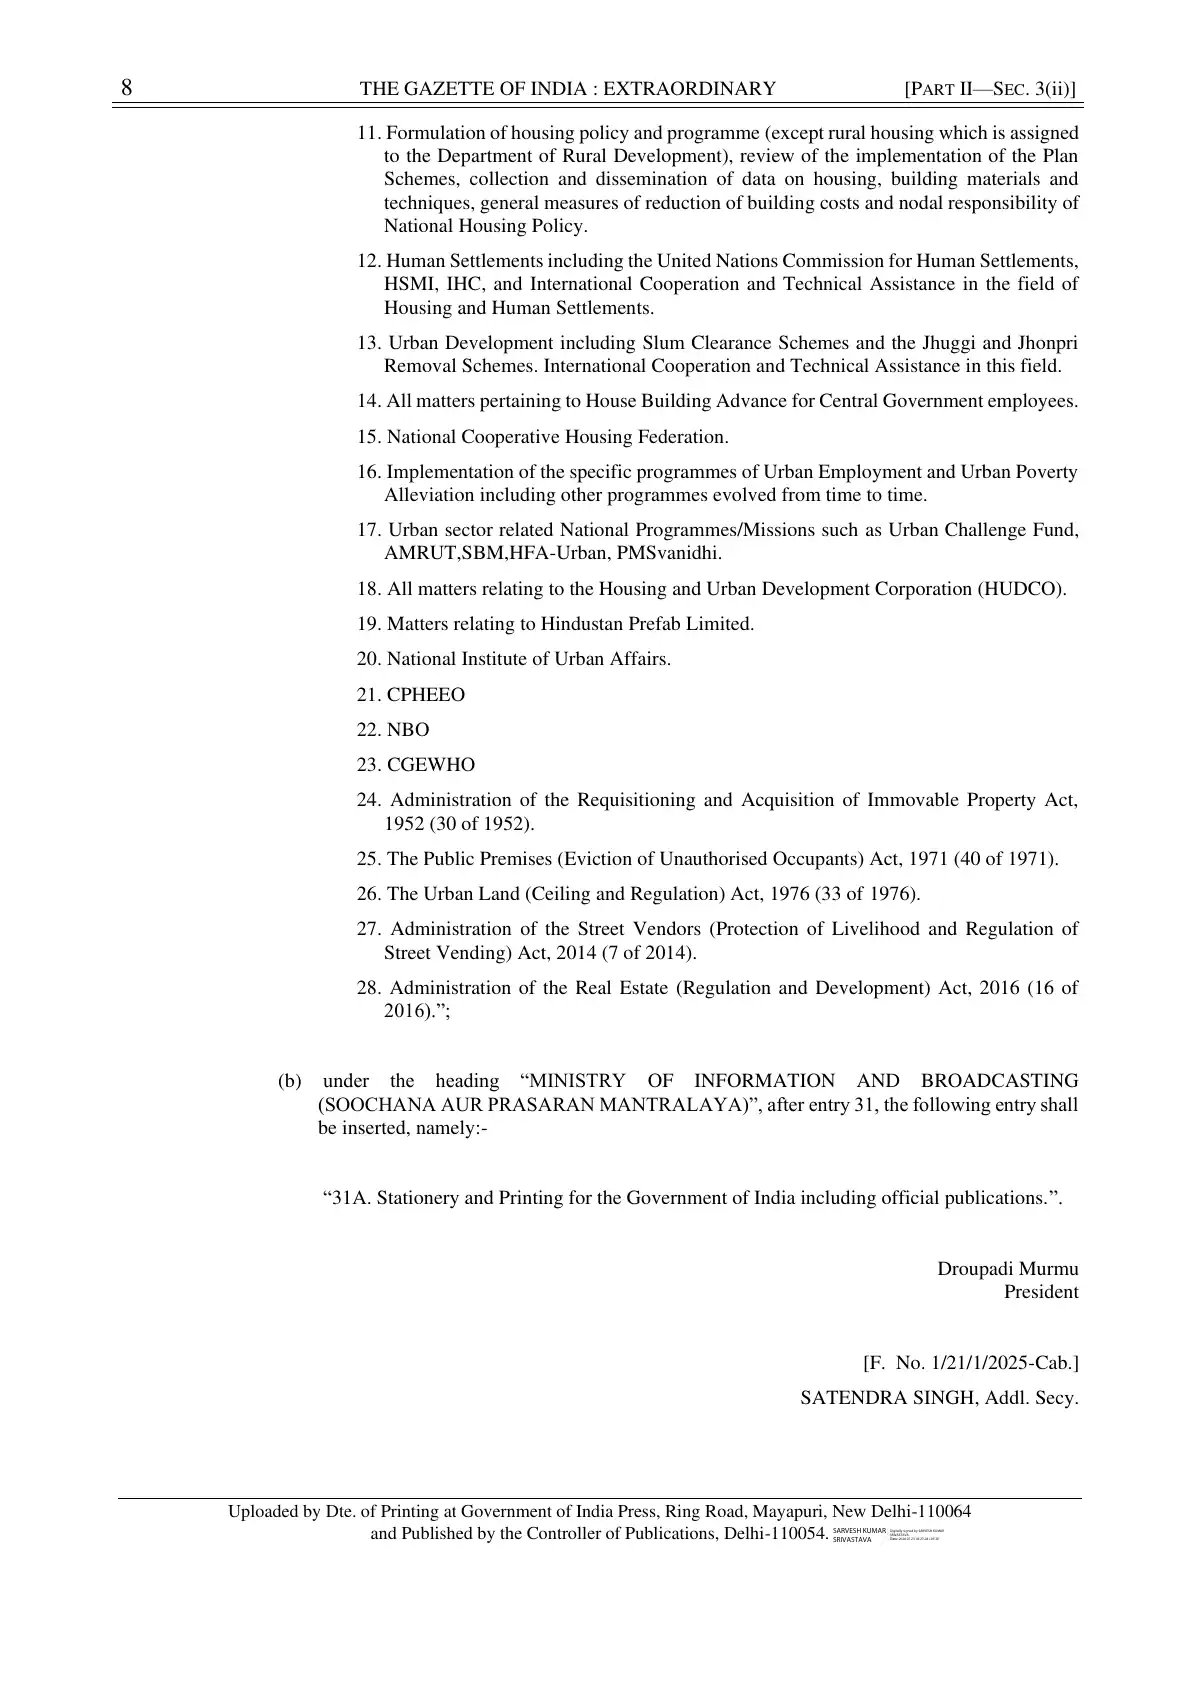 8 THE GAZETTE OF INDIA : EXTRAORDINARY [PART II—SEC. 3(ii)]
11. Formulation of housing policy and programme (except rural housing which is assigned
to the Department of Rural Development), review of the implementation of the Plan
Schemes, collection and dissemination of data on housing, building materials and
techniques, general measures of reduction of building costs and nodal responsibility of
National Housing Policy.
12. Human Settlements including the United Nations Commission for Human Settlements,
HSMI, IHC, and International Cooperation and Technical Assistance in the field of
Housing and Human Settlements.
13. Urban Development including Slum Clearance Schemes and the Jhuggi and Jhonpri
Removal Schemes. International Cooperation and Technical Assistance in this field.
14. All matters pertaining to House Building Advance for Central Government employees.
15. National Cooperative Housing Federation.
16. Implementation of the specific programmes of Urban Employment and Urban Poverty
Alleviation including other programmes evolved from time to time.
17. Urban sector related National Programmes/Missions such as Urban Challenge Fund,
AMRUT,SBM,HFA-Urban, PMSvanidhi.
18. All matters relating to the Housing and Urban Development Corporation (HUDCO).
19. Matters relating to Hindustan Prefab Limited.
20. National Institute of Urban Affairs.
21. CPHEEO
22. NBO
23. CGEWHO
24. Administration of the Requisitioning and Acquisition of Immovable Property Act,
1952 (30 of 1952).
25. The Public Premises (Eviction of Unauthorised Occupants) Act, 1971 (40 of 1971).
26. The Urban Land (Ceiling and Regulation) Act, 1976 (33 of 1976).
27. Administration of the Street Vendors (Protection of Livelihood and Regulation of
Street Vending) Act, 2014 (7 of 2014).
28. Administration of the Real Estate (Regulation and Development) Act, 2016 (16 of
2016).”;
(b) under the heading “MINISTRY OF INFORMATION AND BROADCASTING
(SOOCHANA AUR PRASARAN MANTRALAYA)”, after entry 31, the following entry shall
be inserted, namely:-
“31A. Stationery and Printing for the Government of India including official publications.”.
Droupadi Murmu
President
[F. No. 1/21/1/2025-Cab.]
SATENDRA SINGH, Addl. Secy.
Uploaded by Dte. of Printing at Government of India Press, Ring Road, Mayapuri, New Delhi-110064
and Published by the Controller of Publications, Delhi-110054.
SARVESH KUMAR
SRIVASTAVA